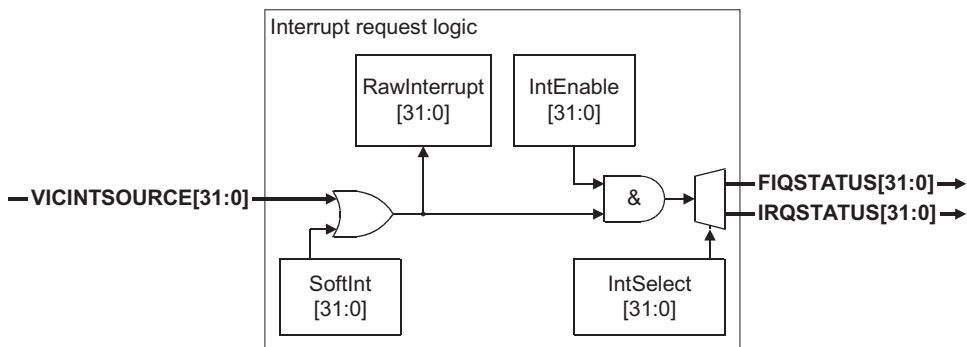 Interrupt request logic
RawInterrupt
[31:0]
IntEnable
[31:0]
VICINTSOURCE[31:0]
&
FIQSTATUS[31:0]
IRQSTATUS[31:0]
SoftInt
[31:0]
IntSelect
[31:0]